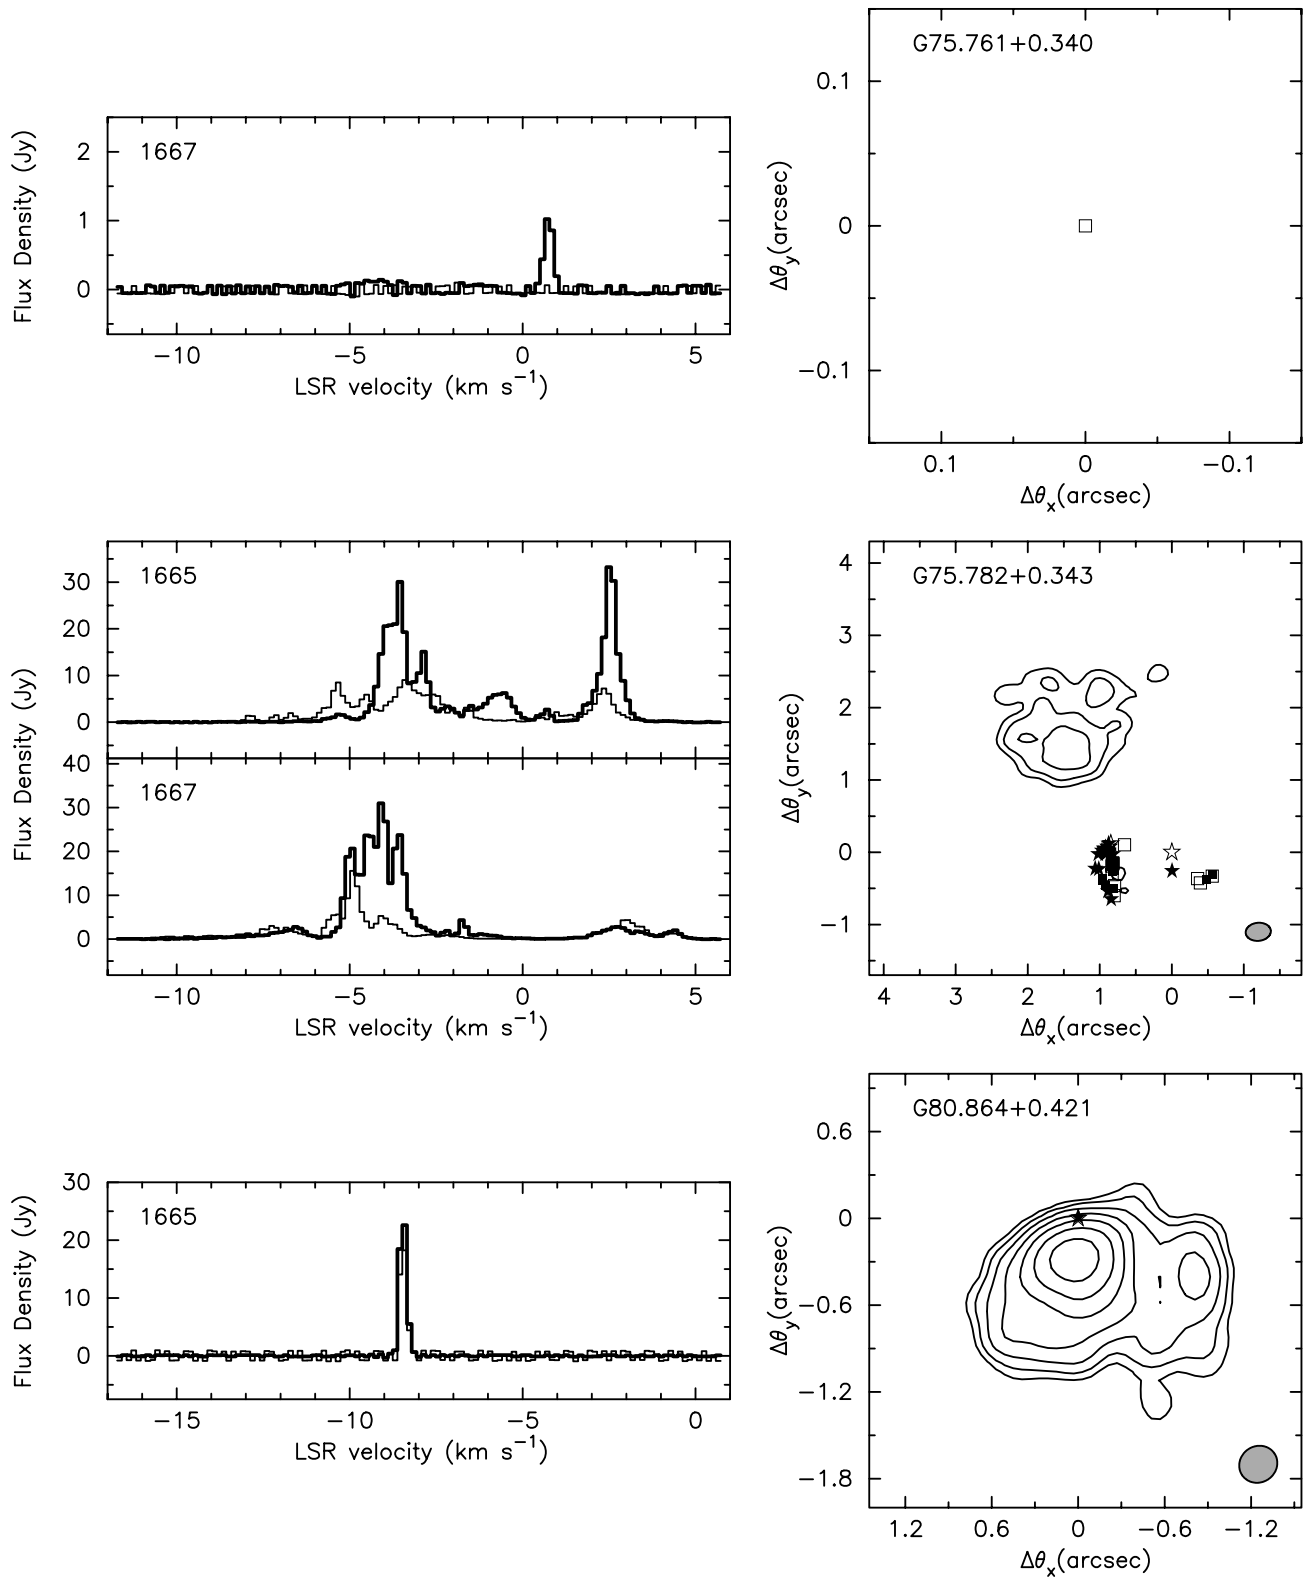 G75.761+0.340
0.1
0
−0.1
Δθy(arcsec)
0.1 0 −0.1
Δθx(arcsec)
1667
2
1
0
Flux Density (Jy)
−10 −5 0 5
LSR velocity (km s−1)
1665
30
20
10
0
1667
40
30
20
10
0
Flux Density (Jy)
−10 −5 0 5
LSR velocity (km s−1)
G75.782+0.343
4
3
2
1
0
−1
Δθy(arcsec)
4 3 2 1 0 −1
Δθx(arcsec)
1665
30
20
10
0
Flux Density (Jy)
−15 −10 −5 0
LSR velocity (km s−1)
G80.864+0.421
0.6
0
−0.6
−1.2
−1.8
Δθy(arcsec)
1.2 0.6 0 −0.6 −1.2
Δθx(arcsec)